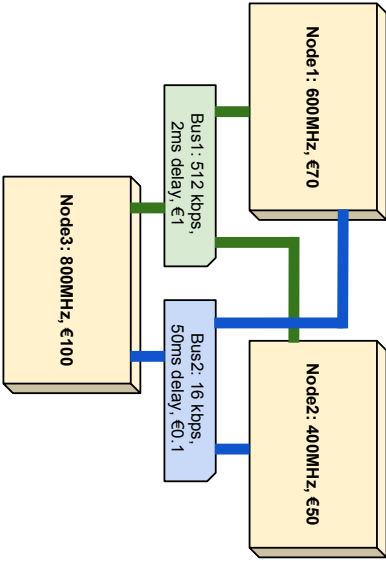 Node1: 600MHz, €70
Node2: 400MHz, €50
Bus1: 512 kbps,
2ms delay, €1
Bus2: 16 kbps,
50ms delay, €0.1
Node3: 800MHz, €100